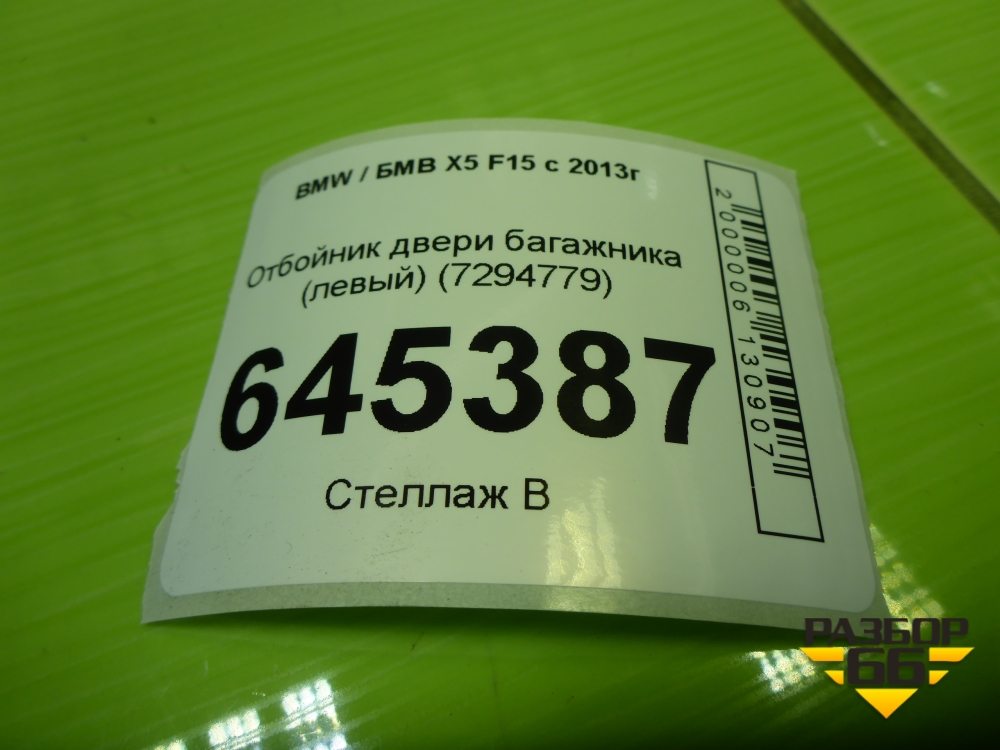 BMW / БМВ X5 F15 с 2013г
Отбойник двери багажника
(левый) (7294779)
645387
Стеллаж В
2000006130907
РАЗБОР
66